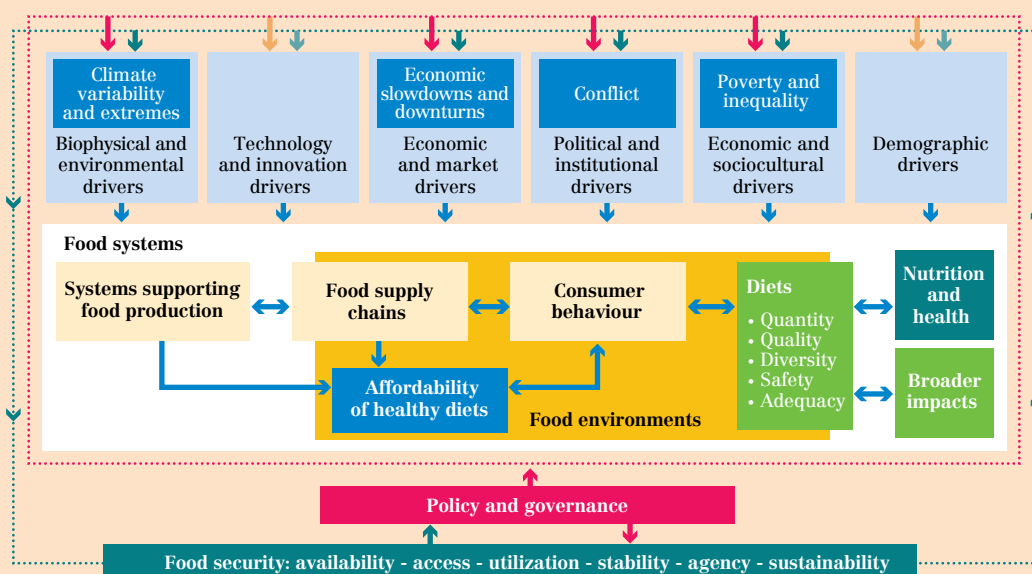 Climate
variability
and extremes
Biophysical and
environmental
drivers
Technology
and innovation
drivers
Economic
slowdowns and
downturns
Economic
and market
drivers
Conflict
Political and
institutional
drivers
Poverty and
inequality
Economic and
sociocultural
drivers
Demographic
drivers
Food systems
Systems supporting
food production
Food supply
chains
Consumer
behaviour
Affordability
of healthy diets
Food environments
Diets
• Quantity
• Quality
• Diversity
• Safety
• Adequacy
Nutrition
and
health
Broader
impacts
Policy and governance
Food security: availability - access - utilization - stability - agency - sustainability